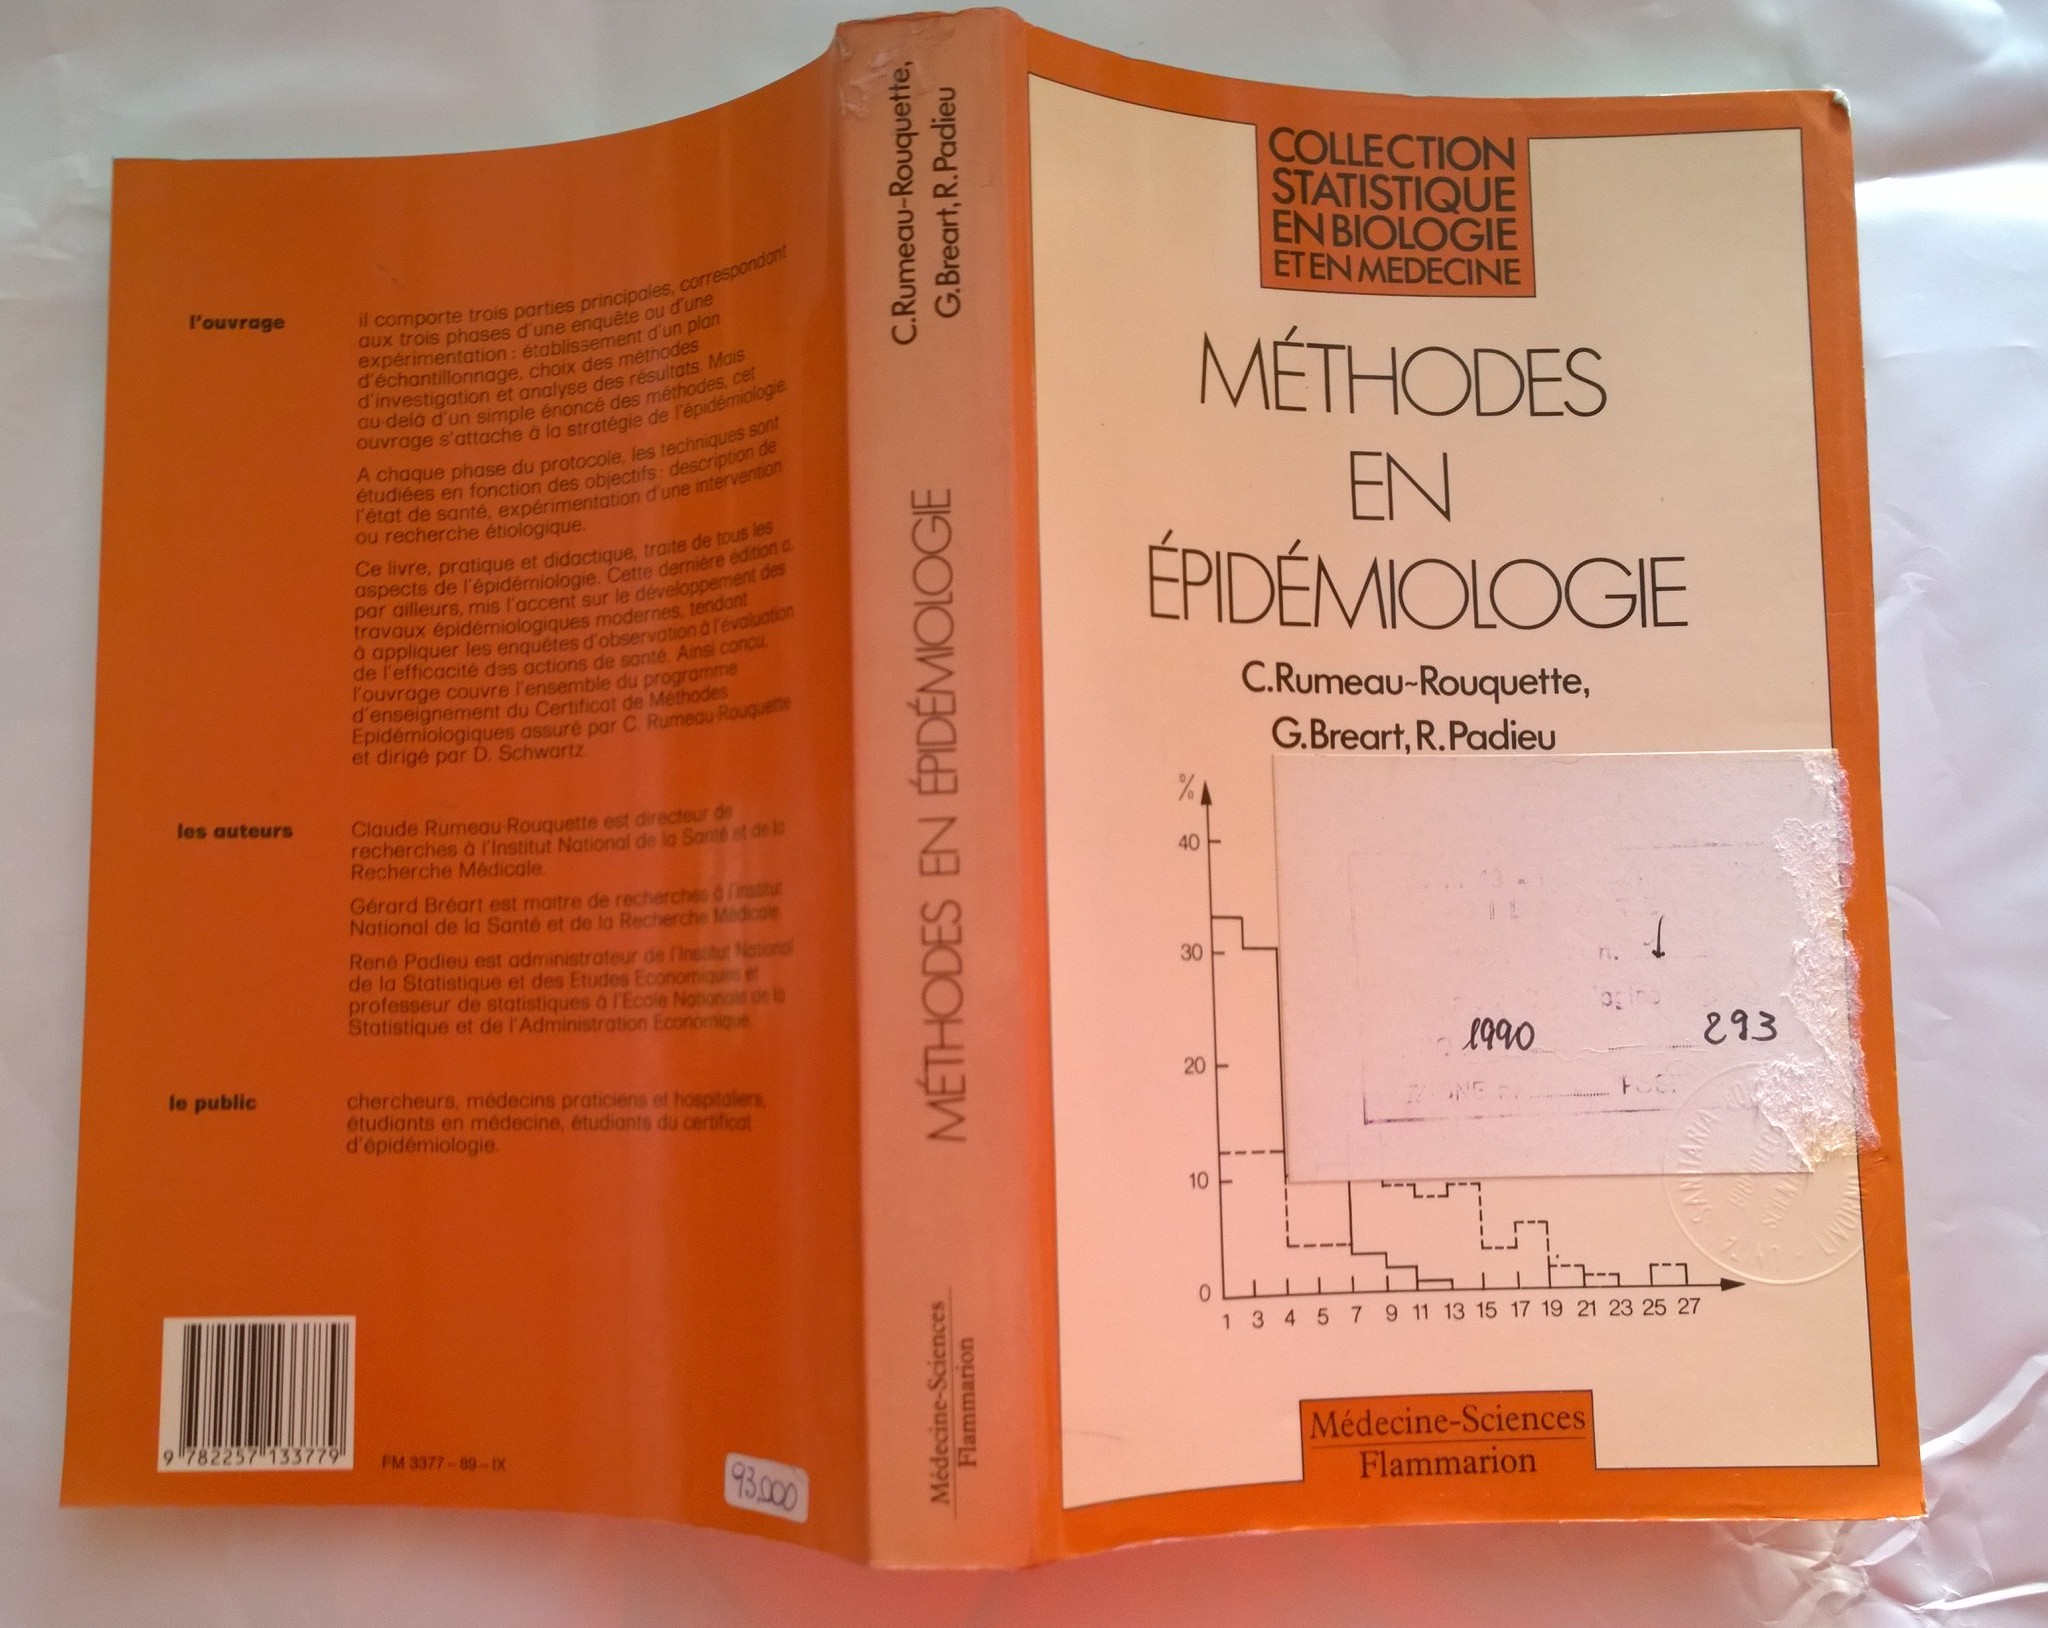 l'ouvrage
il comporte trois parties principales, correspondant
aux trois phases d'une enquête ou d'une
expérimentation : établissement d'un plan
d'échantillonnage, choix des méthodes
d'investigation et analyse des résultats. Mais
au-delà d'un simple énoncé des méthodes, cet
ouvrage s'attache à la stratégie de l'épidémiologie.
A chaque phase du protocole, les techniques sont
étudiées en fonction des objectifs : description de
l'état de santé, expérimentation d'une intervention
ou recherche étiologique.
Ce livre, pratique et didactique, traite de tous les
aspects de l'épidémiologie. Cette dernière édition a,
par ailleurs, mis l'accent sur le développement des
travaux épidémiologiques modernes, tendant
à appliquer les enquêtes d'observation à l'évaluation
de l'efficacité des actions de santé. Ainsi conçu,
l'ouvrage couvre l'ensemble du programme
d'enseignement du Certificat de Méthodes
Epidémiologiques assuré par C. Rumeau-Rouquette
et dirigé par D. Schwartz.
les auteurs
Claude Rumeau-Rouquette est directeur de
recherches à l'Institut National de la Santé et de la
Recherche Médicale.
Gérard Bréart est maitre de recherches à l'Institut
National de la Santé et de la Recherche Médicale
René Padieu est administrateur de l'Institut National
de la Statistique et des Etudes Economiques et
professeur de statistiques à l'Ecole Nationale de la
Statistique et de l'Administration Economique.
le public
chercheurs, médecins praticiens et hospitaliers,
étudiants en médecine, étudiants du certificat
d'épidémiologie.
9 782257 133779
FM 3377 - 89 - IX
93.000
C.Rumeau-Rouquette,
G.Breart, R.Padieu
MÉTHODES EN ÉPIDÉMIOLOGIE
Médecine-Sciences
Flammarion
COLLECTION
STATISTIQUE
EN BIOLOGIE
ET EN MEDECINE
MÉTHODES
EN
ÉPIDÉMIOLOGIE
C.Rumeau-Rouquette,
G.Breart, R.Padieu
%
40
30
n.
1990 293
20
10
0
1 3 4 5 7 9 11 13 15 17 19 21 23 25 27
Médecine-Sciences
Flammarion